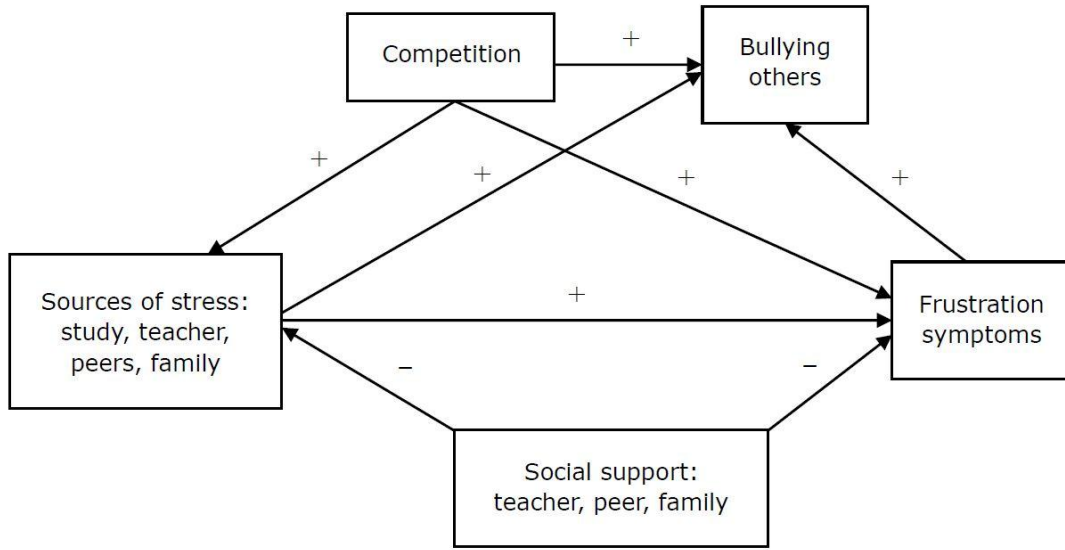 Competition
Bullying
others
+
+
+
+
+
Sources of stress:
study, teacher,
peers, family
+
Frustration
symptoms
–
–
Social support:
teacher, peer, family